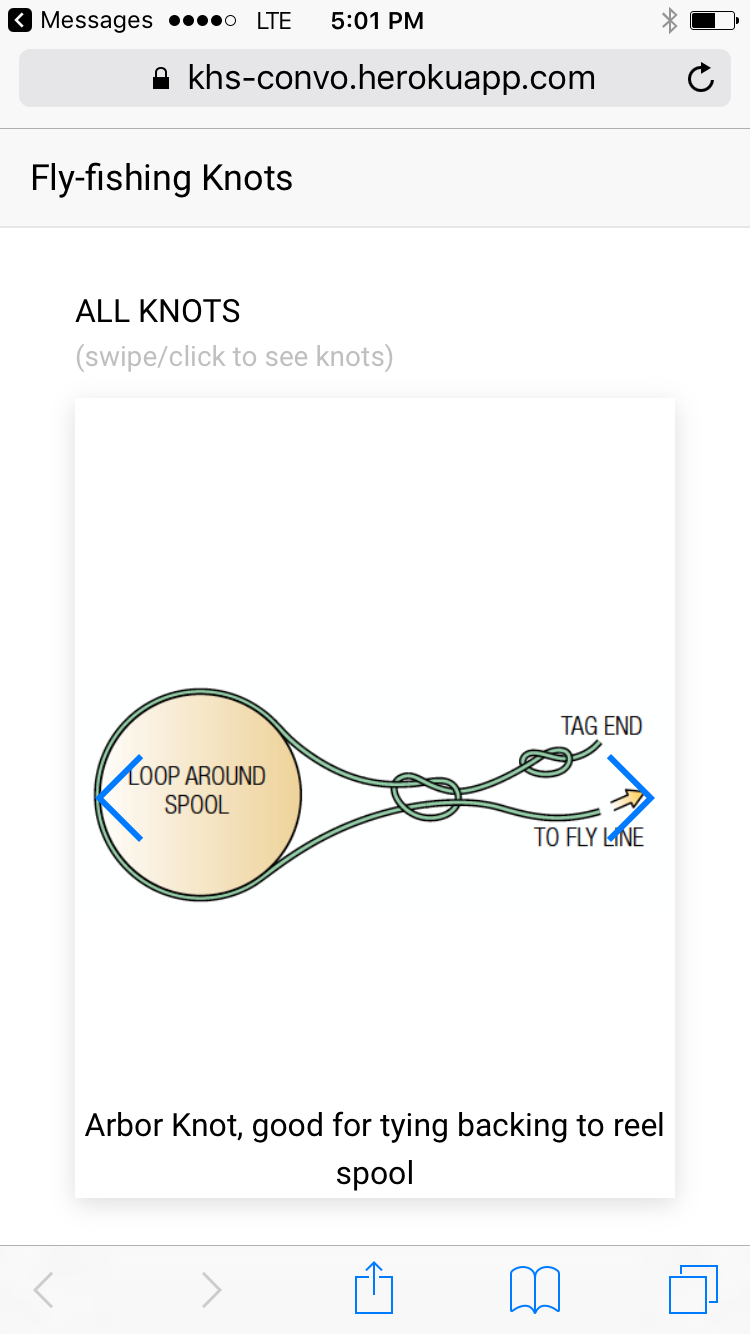 Messages LTE 5:01 PM
khs-convo.herokuapp.com
Fly-fishing Knots
ALL KNOTS
(swipe/click to see knots)
TAG END
LOOP AROUND
SPOOL
TO FLY LINE
Arbor Knot, good for tying backing to reel
spool